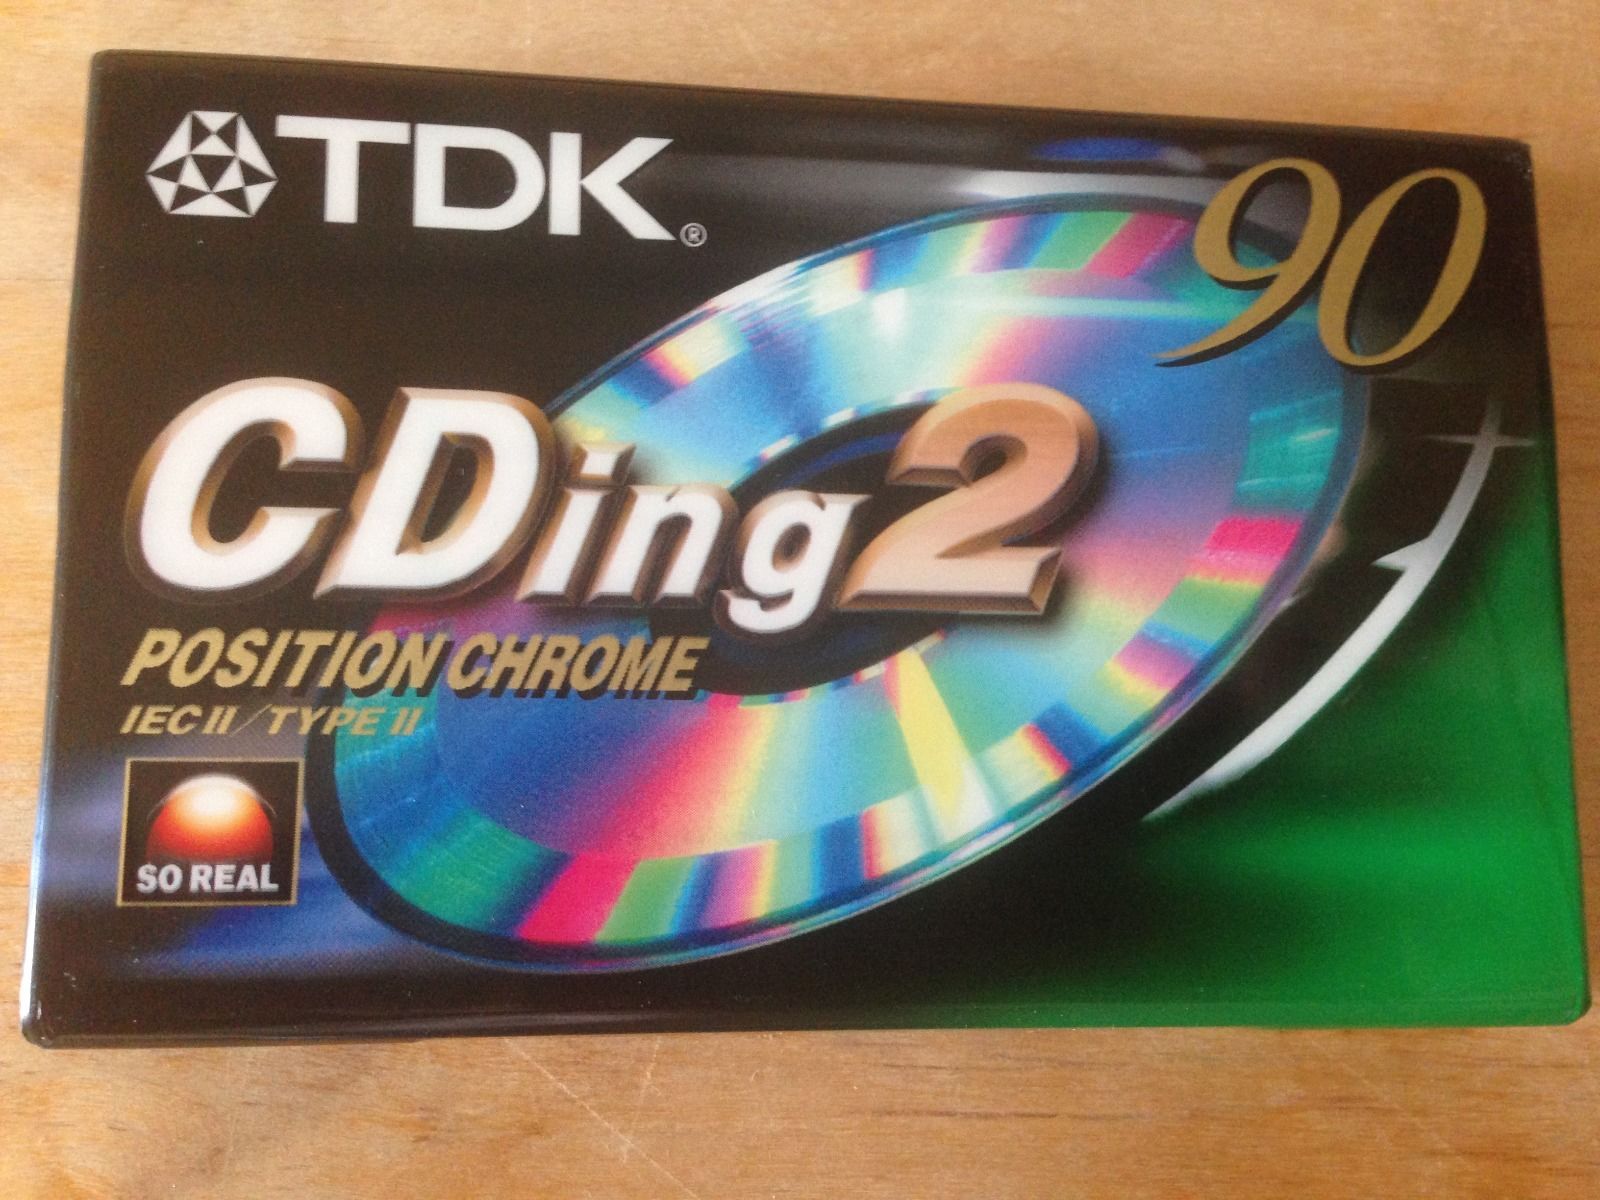 TDK®
90
CDing2
POSITION CHROME
IEC II/TYPE II
SO REAL